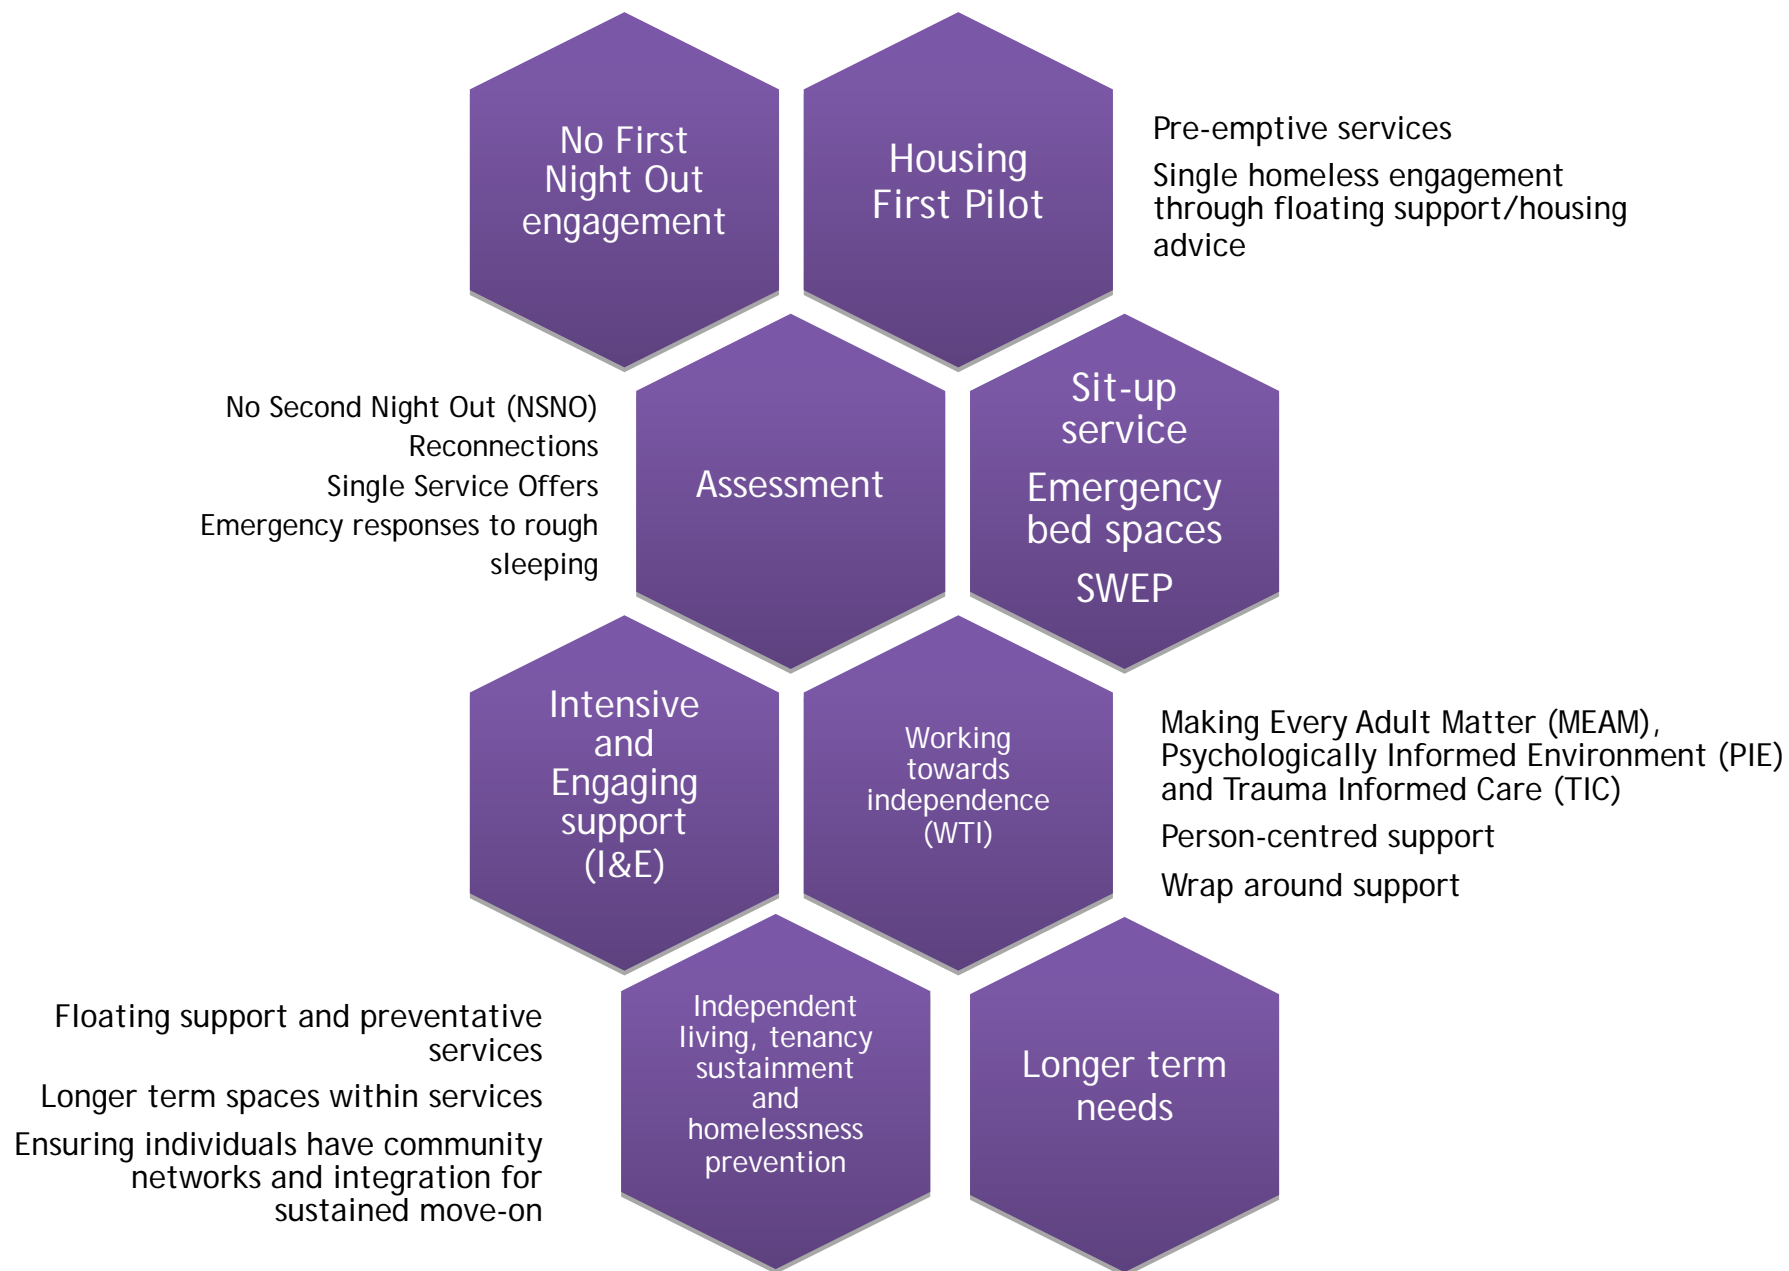 No First
Night Out
engagement
Housing
First Pilot
Pre-emptive services
Single homeless engagement
through floating support/housing
advice
No Second Night Out (NSNO)
Reconnections
Single Service Offers
Emergency responses to rough
sleeping
Assessment
Sit-up
service
Emergency
bed spaces
SWEP
Intensive
and
Engaging
support
(I&E)
Working
towards
independence
(WTI)
Making Every Adult Matter (MEAM),
Psychologically Informed Environment (PIE)
and Trauma Informed Care (TIC)
Person-centred support
Wrap around support
Floating support and preventative
services
Longer term spaces within services
Ensuring individuals have community
networks and integration for
sustained move-on
Independent
living, tenancy
sustainment
and
homelessness
prevention
Longer term
needs